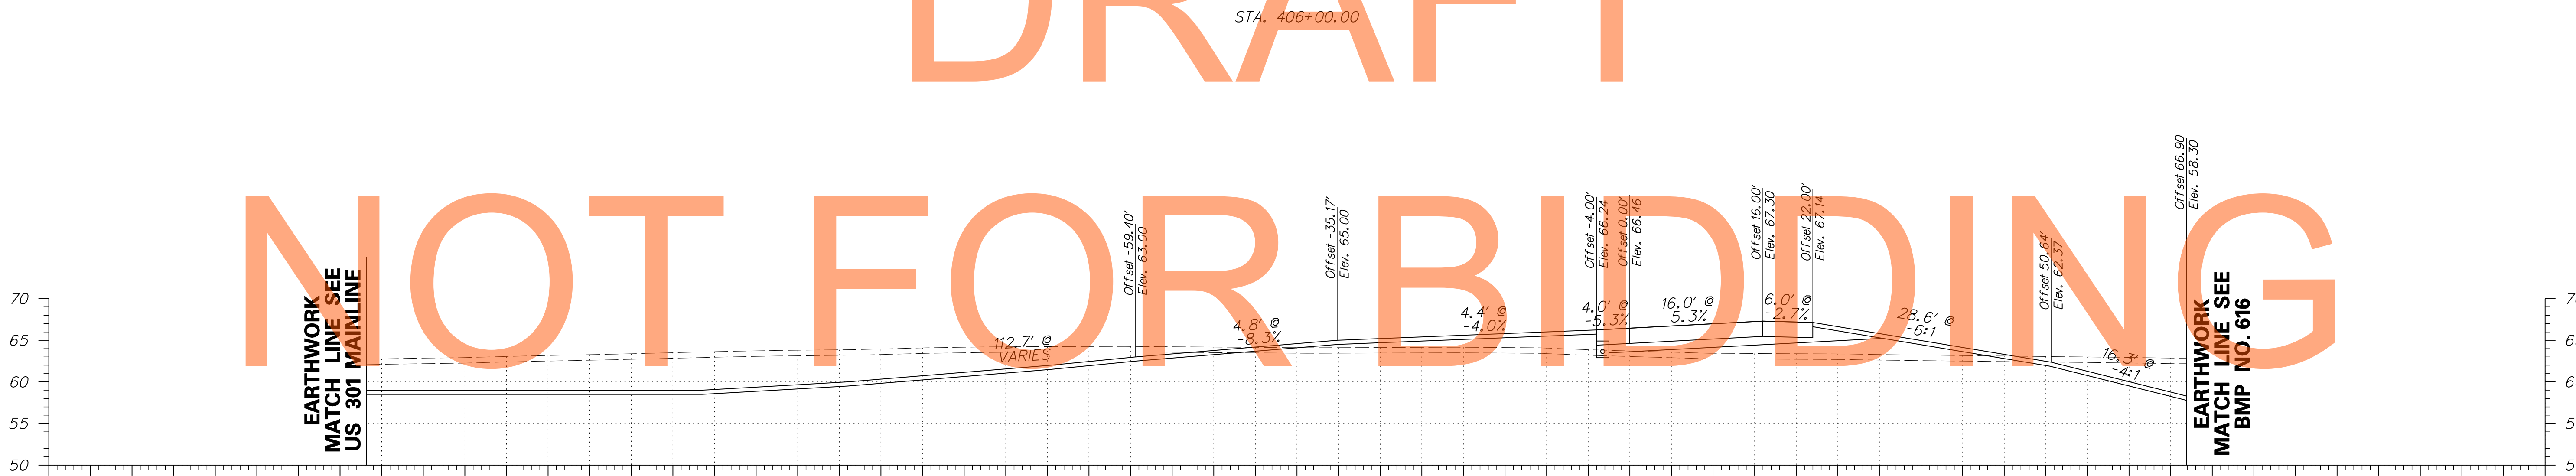 DRAFT
STA. 406+00.00
NOT FOR BIDDING
EARTHWORK
MATCH LINE SEE
US 301 MAINLINE
Offset -59.40'
Elev. 63.00
Offset -35.17'
Elev. 65.00
Offset -4.00'
Elev. 66.24
Offset 0.00'
Elev. 66.46
Offset 16.00'
Elev. 67.30
Offset 22.00'
Elev. 67.14
Offset 50.64'
Elev. 62.37
Offset 66.90
Elev. 58.30
EARTHWORK
MATCH LINE SEE
BMP NO. 616
112.7' @
VARIES
4.8' @
-8.3%
4.4' @
-4.0%
4.0' @
-5.3%
16.0' @
5.3%
6.0' @
-2.7%
28.6' @
-6:1
16.3' @
-4:1
70
65
60
55
50